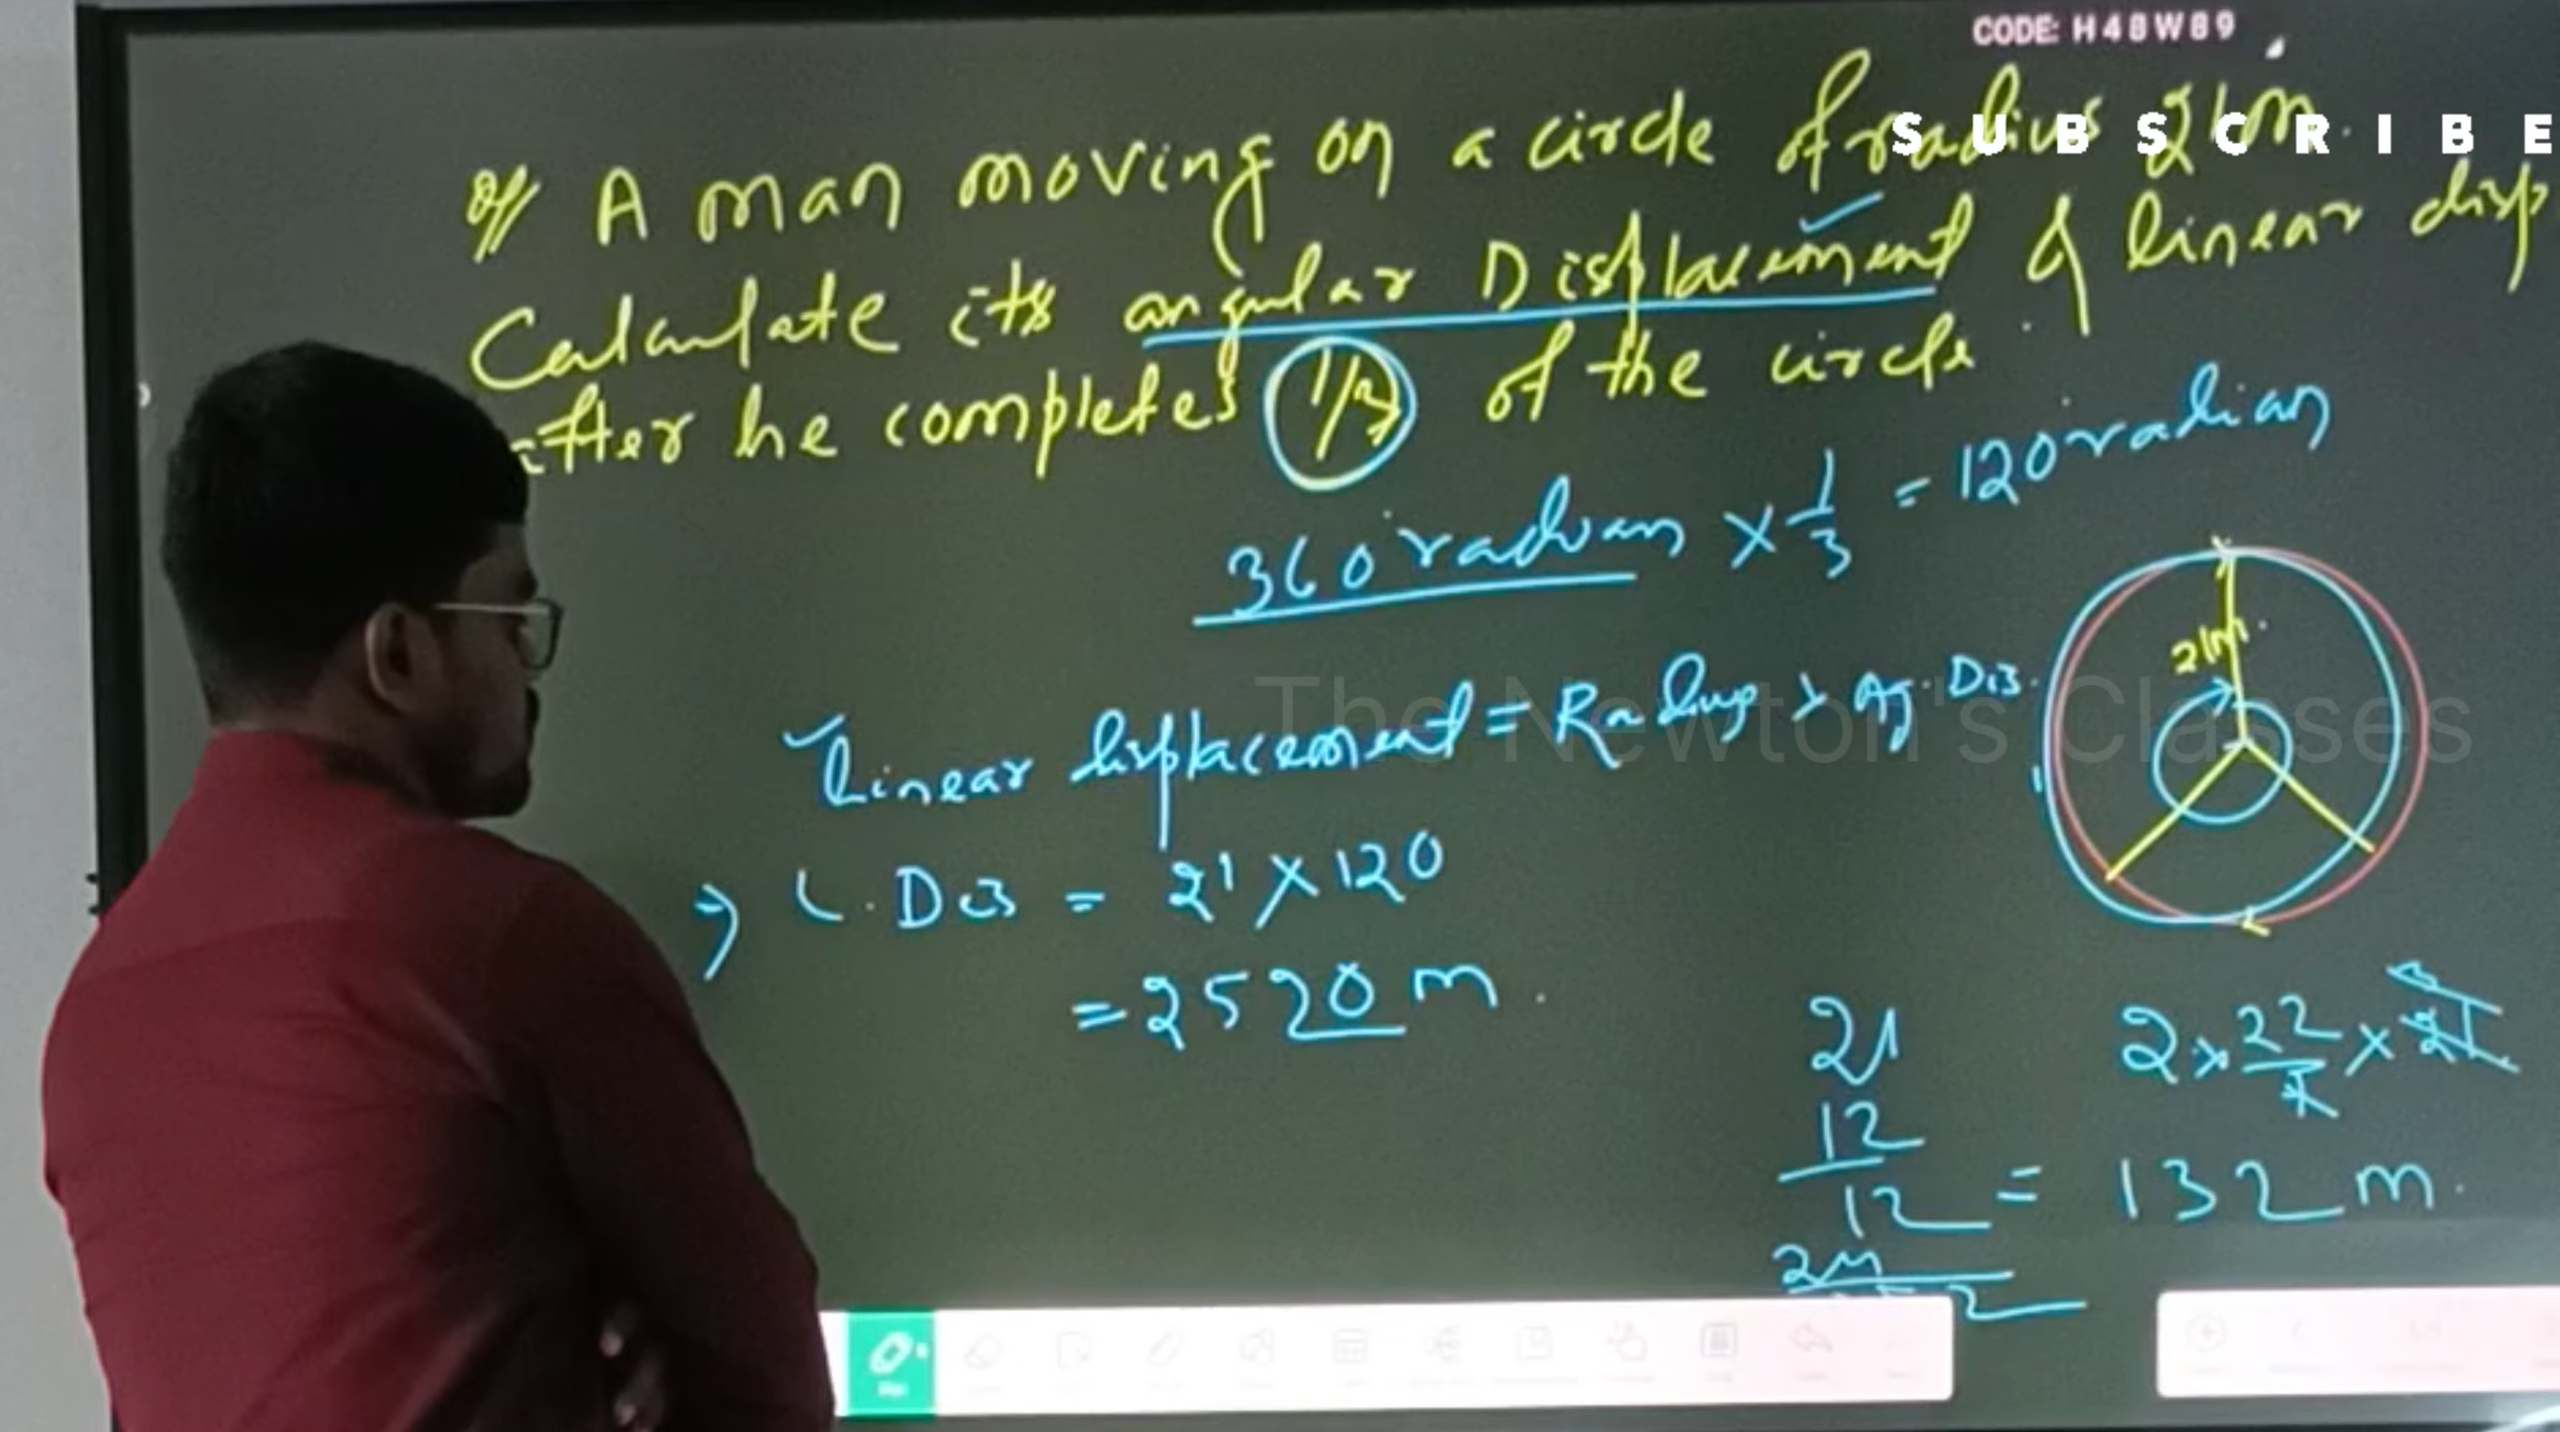 CODE: H48W89
SUBSCRIBE
Q// A man moving on a circle of radius 21m.
Calculate its angular Displacement & linear disp
after he completes 1/3 of the circle.
360 radian × 1/3 = 120 radian
21m.
The Newton's Classes
linear displacement = Radius × Ag. Dis.
L. Dis = 21 × 120
= 2520 m.
21
12
12
2 × 22/7 × 21
= 132 m.